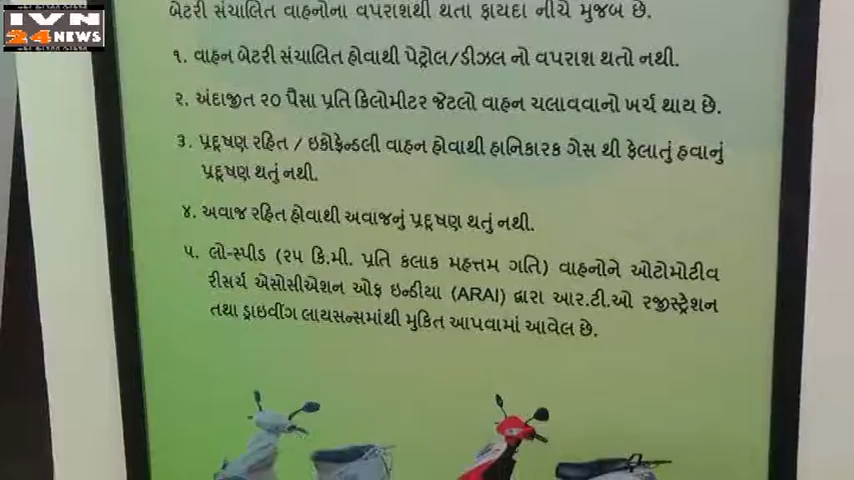 IVN
24 NEWS
બેટરી સંચાલિત વાહનોના વપરાશથી થતા ફાયદા નીચે મુજબ છે.
૧. વાહન બેટરી સંચાલિત હોવાથી પેટ્રોલ/ડીઝલ નો વપરાશ થતો નથી.
૨. અંદાજીત ૨૦ પૈસા પ્રતિ કિલોમીટર જેટલો વાહન ચલાવવાનો ખર્ચ થાય છે.
૩. પ્રદૂષણ રહિત / ઇકોફ્રેન્ડલી વાહન હોવાથી હાનિકારક ગેસ થી ફેલાતું હવાનું
પ્રદૂષણ થતું નથી.
૪. અવાજ રહિત હોવાથી અવાજનું પ્રદૂષણ થતું નથી.
૫. લો-સ્પીડ (૨૫ કિ.મી. પ્રતિ કલાક મહત્તમ ગતિ) વાહનોને ઓટોમોટીવ
રીસર્ચ એસોસીએશન ઓફ ઇન્ડીયા (ARAI) દ્વારા આર.ટી.ઓ રજીસ્ટ્રેશન
તથા ડ્રાઇવીંગ લાયસન્સમાંથી મુકિત આપવામાં આવેલ છે.